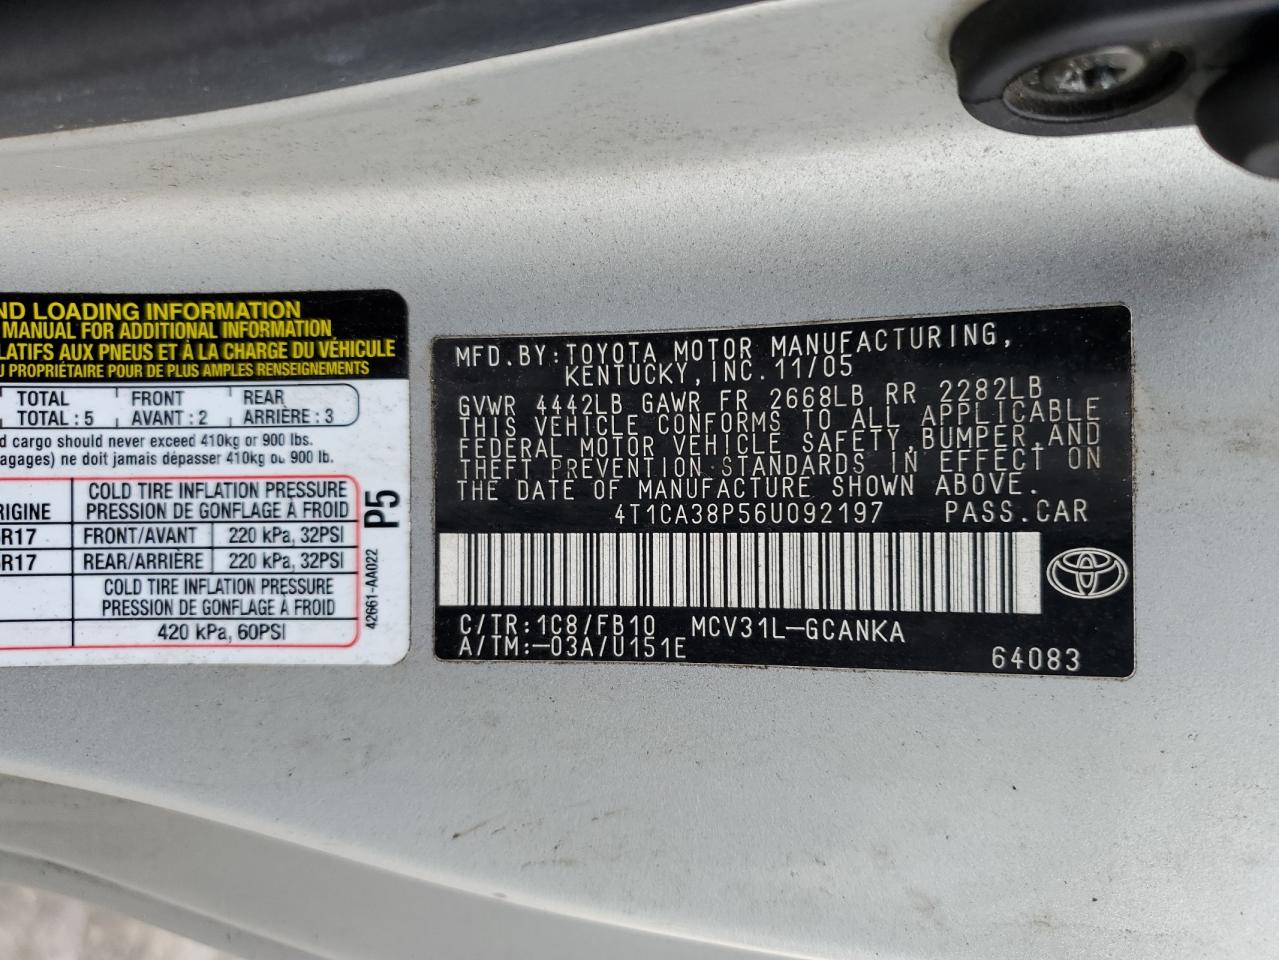 ND LOADING INFORMATION
MANUAL FOR ADDITIONAL INFORMATION
LATIFS AUX PNEUS ET À LA CHARGE DU VÉHICULE
U PROPRIÉTAIRE POUR DE PLUS AMPLES RENSEIGNEMENTS
TOTAL FRONT REAR
TOTAL : 5 AVANT : 2 ARRIÈRE : 3
d cargo should never exceed 410kg or 900 lbs.
agages) ne doit jamais dépasser 410kg ou 900 lb.
COLD TIRE INFLATION PRESSURE
RIGINE PRESSION DE GONFLAGE À FROID
R17 FRONT/AVANT 220 kPa, 32PSI
R17 REAR/ARRIÈRE 220 kPa, 32PSI
COLD TIRE INFLATION PRESSURE
PRESSION DE GONFLAGE À FROID
420 kPa, 60PSI
P5
42661-AA022
MFD. BY: TOYOTA MOTOR MANUFACTURING,
KENTUCKY, INC. 11/05
GVWR 4442LB GAWR FR 2668LB RR 2282LB
THIS VEHICLE CONFORMS TO ALL APPLICABLE
FEDERAL MOTOR VEHICLE SAFETY, BUMPER, AND
THEFT PREVENTION STANDARDS IN EFFECT ON
THE DATE OF MANUFACTURE SHOWN ABOVE.
4T1CA38P56U092197 PASS. CAR
C/TR: 1C8/FB10 MCV31L-GCANKA
A/TM: -03A/U151E
64083